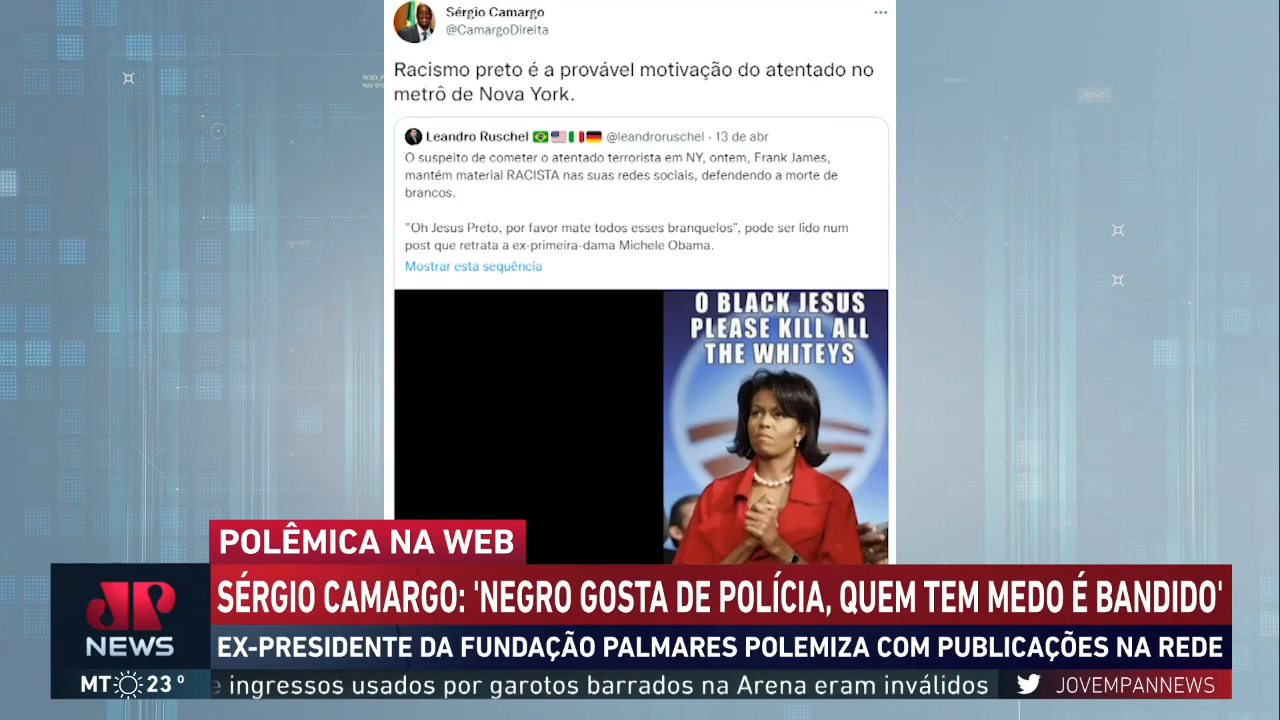 Sérgio Camargo
@CamargoDireita
Racismo preto é a provável motivação do atentado no
metrô de Nova York.
Leandro Ruschel @leandroruschel · 13 de abr
O suspeito de cometer o atentado terrorista em NY, ontem, Frank James,
mantém material RACISTA nas suas redes sociais, defendendo a morte de
brancos.
"Oh Jesus Preto, por favor mate todos esses branquelos", pode ser lido num
post que retrata a ex-primeira-dama Michele Obama.
Mostrar esta sequência
O BLACK JESUS
PLEASE KILL ALL
THE WHITEYS
POLÊMICA NA WEB
SÉRGIO CAMARGO: 'NEGRO GOSTA DE POLÍCIA, QUEM TEM MEDO É BANDIDO'
EX-PRESIDENTE DA FUNDAÇÃO PALMARES POLEMIZA COM PUBLICAÇÕES NA REDE
JP
NEWS
MT 23 º
e ingressos usados por garotos barrados na Arena eram inválidos
JOVEMPANNEWS